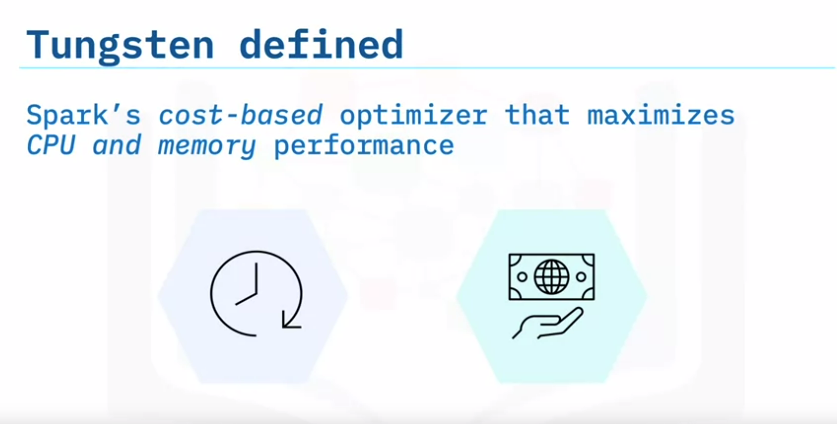 Tungsten defined
Spark's cost-based optimizer that maximizes
CPU and memory performance